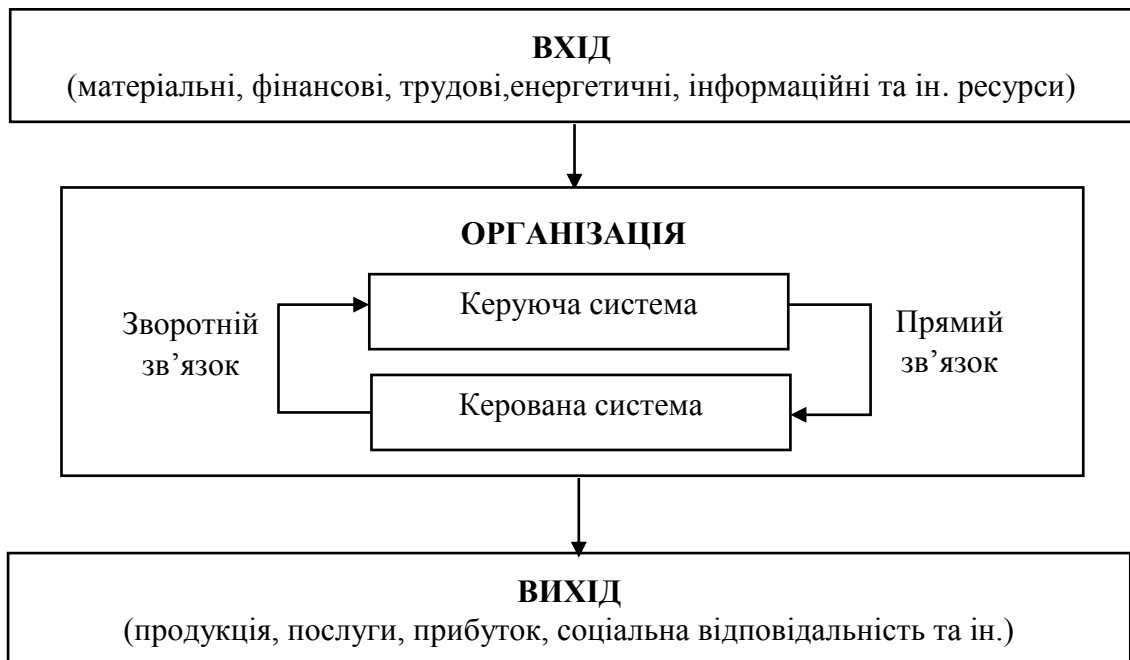 ВХІД
(матеріальні, фінансові, трудові,енергетичні, інформаційні та ін. ресурси)
ОРГАНІЗАЦІЯ
Керуюча система
Зворотній
зв’язок
Прямий
зв’язок
Керована система
ВИХІД
(продукція, послуги, прибуток, соціальна відповідальність та ін.)